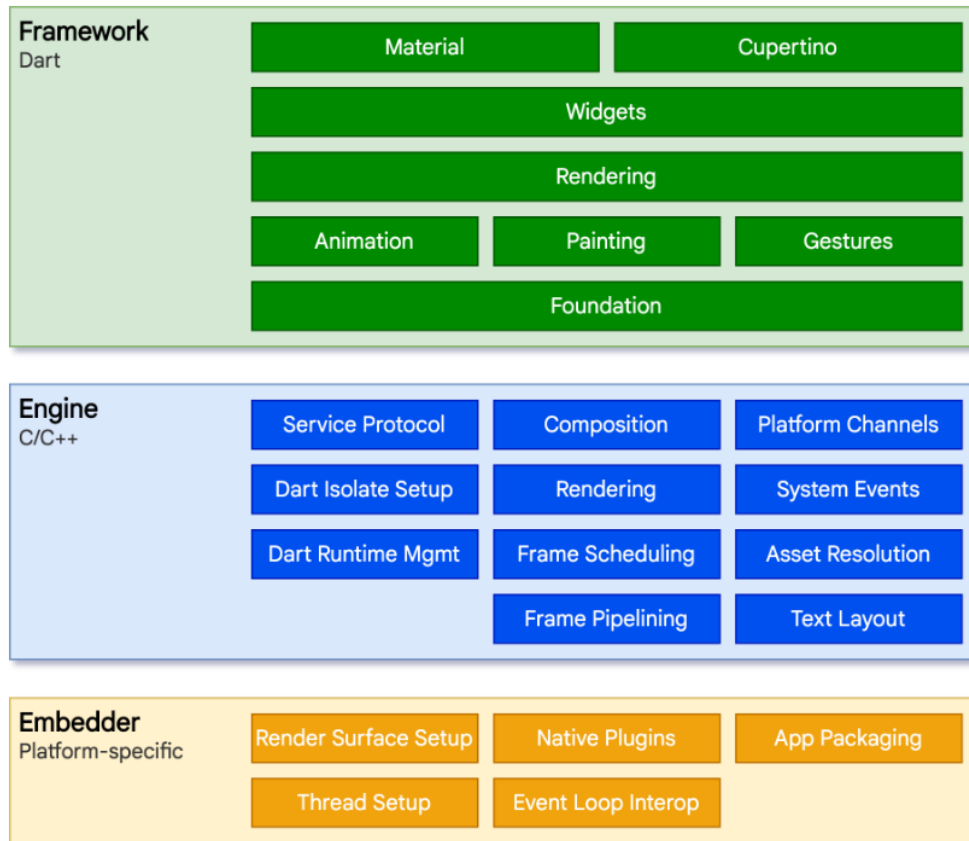 Framework
Dart
Material
Cupertino
Widgets
Rendering
Animation
Painting
Gestures
Foundation
Engine
C/C++
Service Protocol
Composition
Platform Channels
Dart Isolate Setup
Rendering
System Events
Dart Runtime Mgmt
Frame Scheduling
Asset Resolution
Frame Pipelining
Text Layout
Embedder
Platform-specific
Render Surface Setup
Native Plugins
App Packaging
Thread Setup
Event Loop Interop